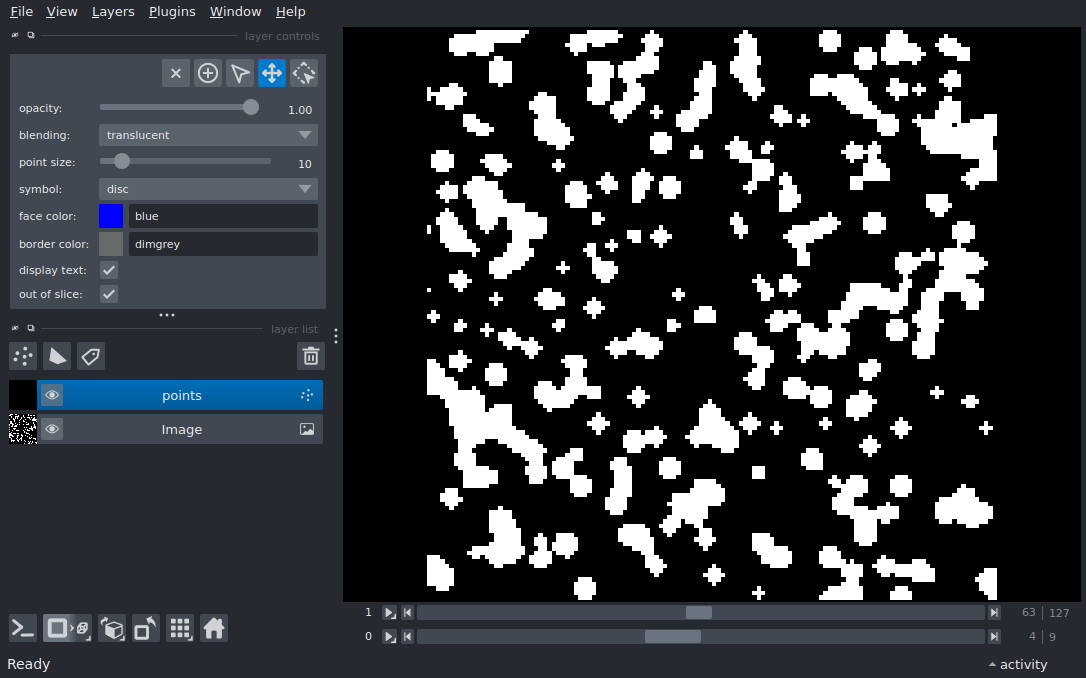 File View Layers Plugins Window Help
layer controls
opacity: 1.00
blending: translucent
point size: 10
symbol: disc
face color: blue
border color: dimgrey
display text:
out of slice:
layer list
points
Image
1 63 127
0 4 9
Ready activity